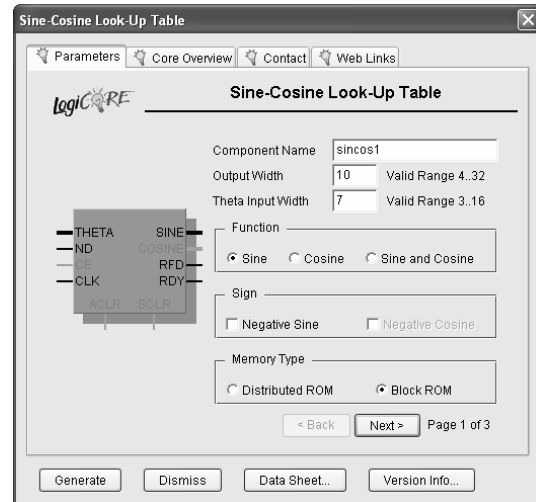 Sine-Cosine Look-Up Table
Parameters Core Overview Contact Web Links
LogiCORE
Sine-Cosine Look-Up Table
Component Name sincos1
Output Width 10 Valid Range 4..32
Theta Input Width 7 Valid Range 3..16
THETA SINE
ND COSINE
CE RFD
CLK RDY
ACLR SCLR
Function
Sine Cosine Sine and Cosine
Sign
Negative Sine Negative Cosine
Memory Type
Distributed ROM Block ROM
< Back Next > Page 1 of 3
Generate Dismiss Data Sheet... Version Info...